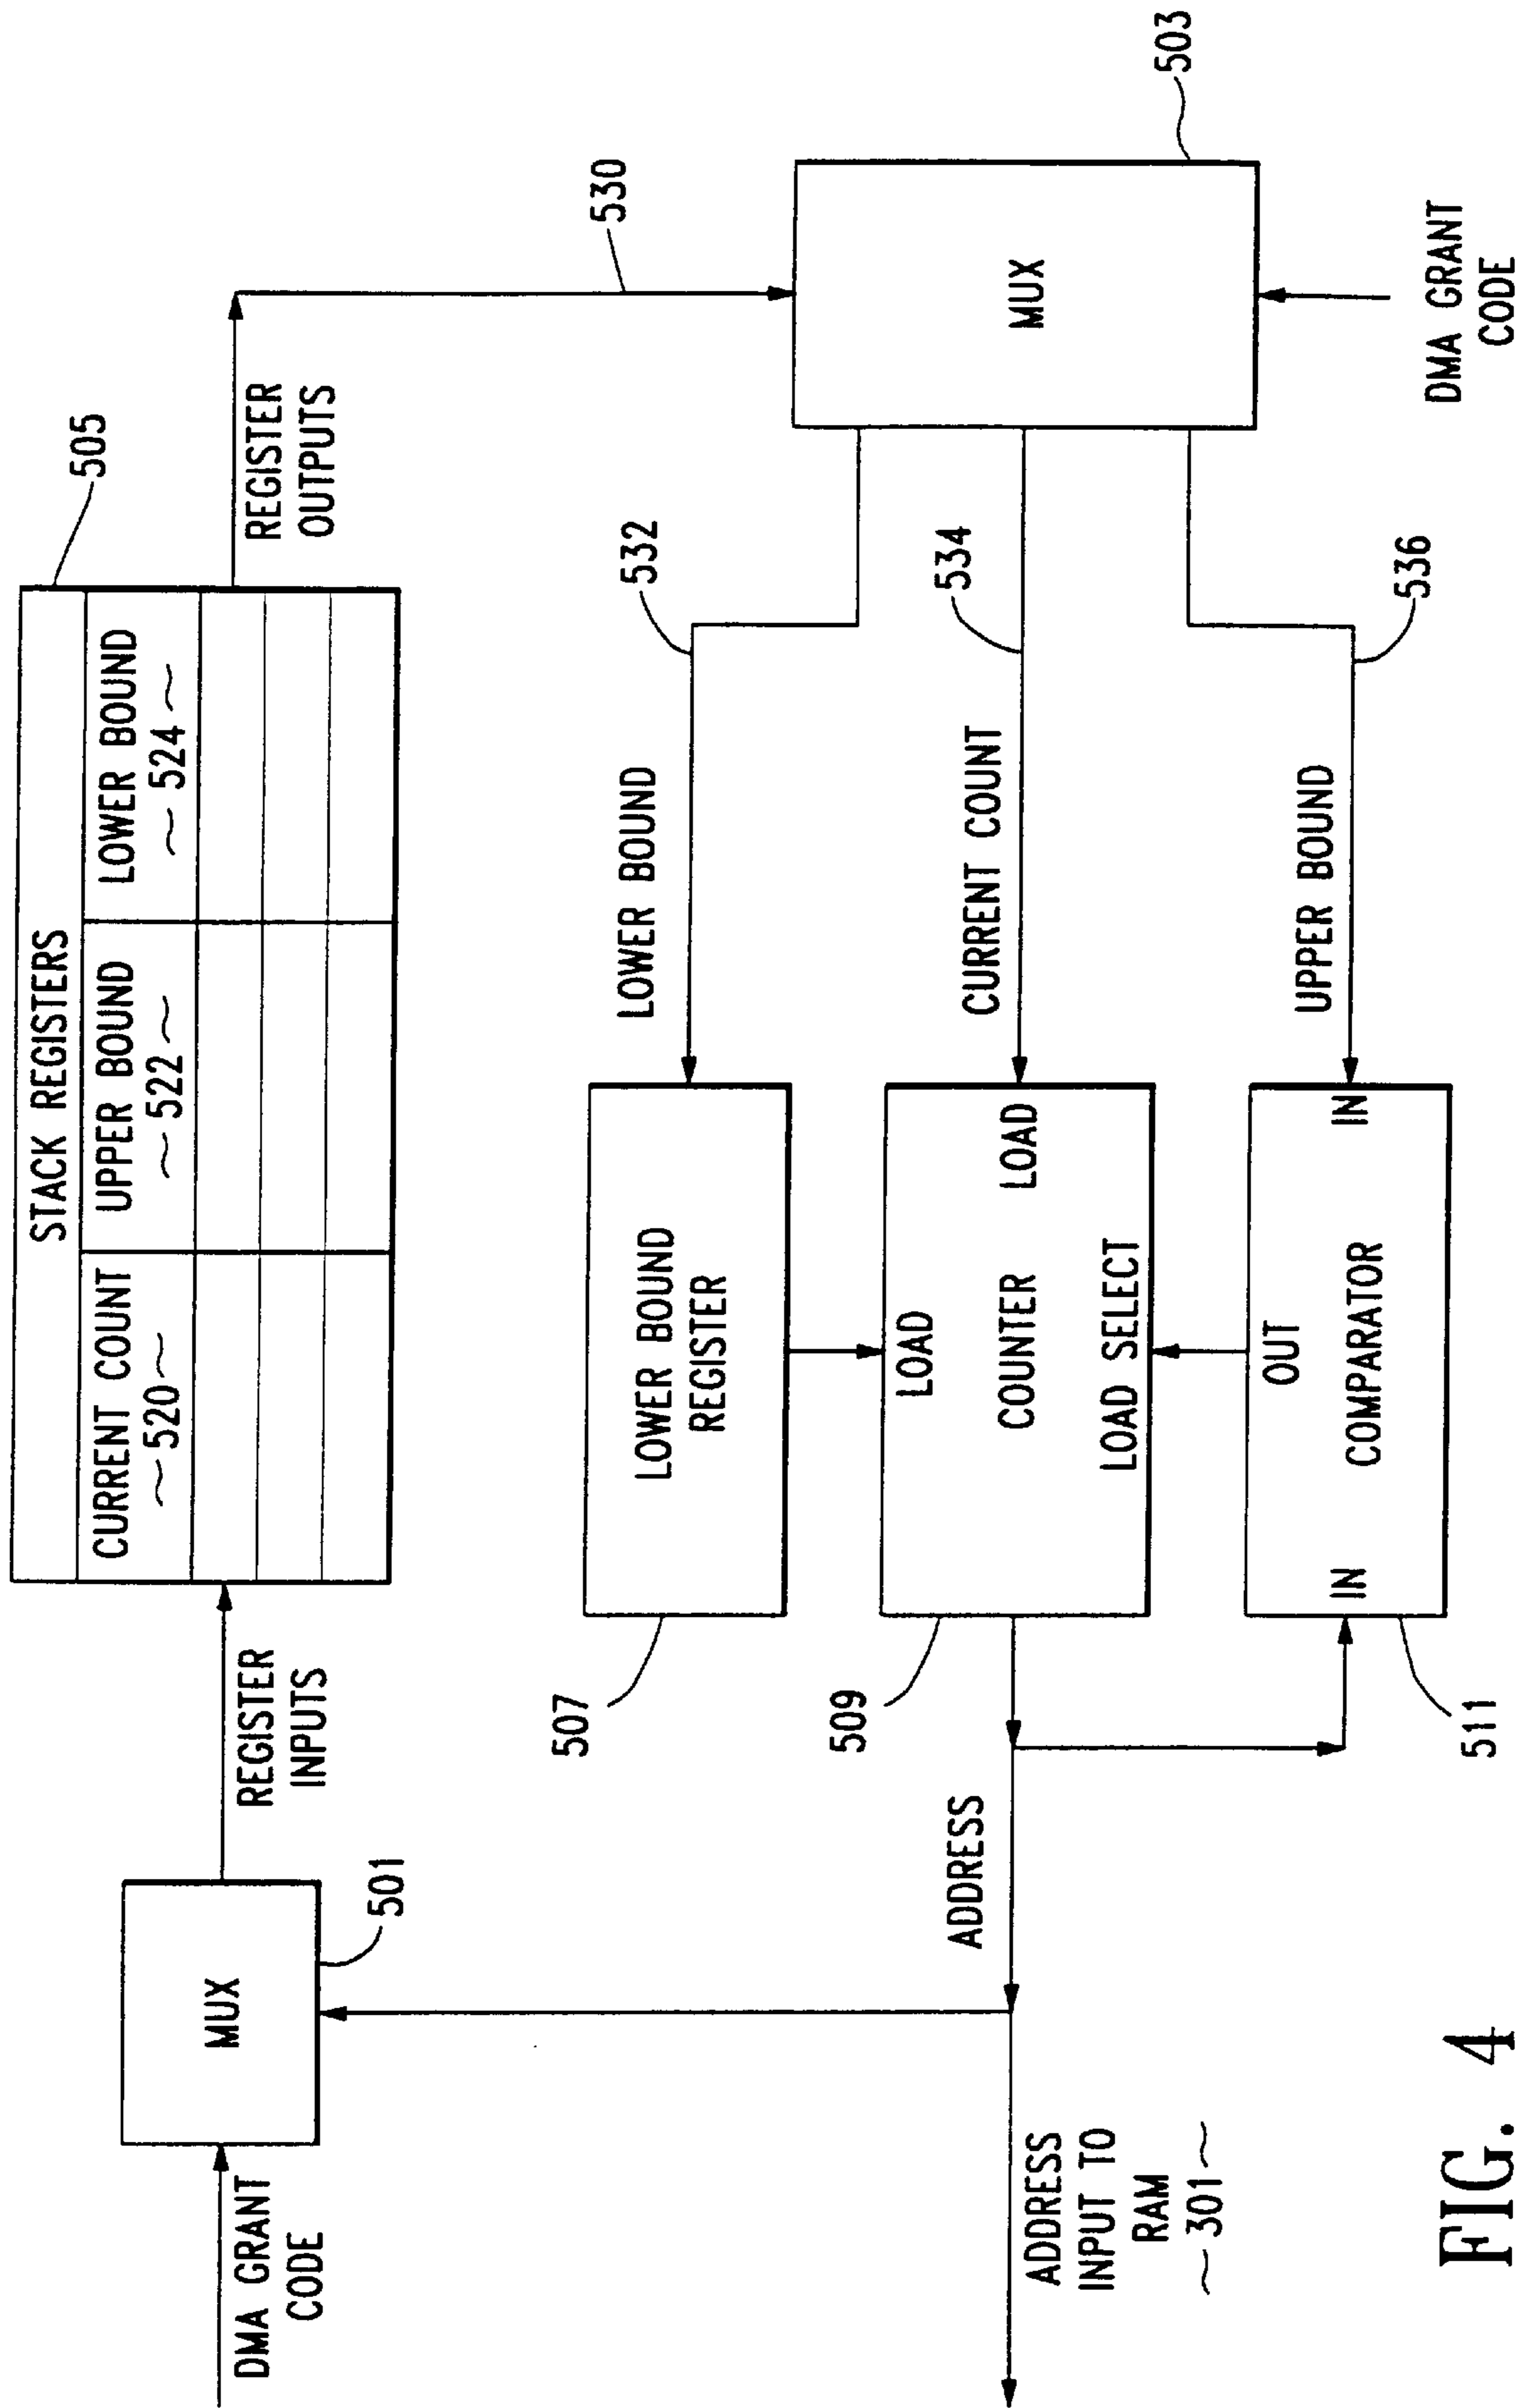 STACK REGISTERS
CURRENT COUNT
~520~
UPPER BOUND
~522~
LOWER BOUND
~524~
505
DMA GRANT
CODE
MUX
501
REGISTER
INPUTS
REGISTER
OUTPUTS
530
507
LOWER BOUND
REGISTER
LOWER BOUND
532
MUX
503
DMA GRANT
CODE
ADDRESS
509
LOAD
COUNTER
LOAD
LOAD SELECT
CURRENT COUNT
534
ADDRESS
INPUT TO
RAM
~301~
511
IN
OUT
COMPARATOR
IN
UPPER BOUND
536
FIG. 4